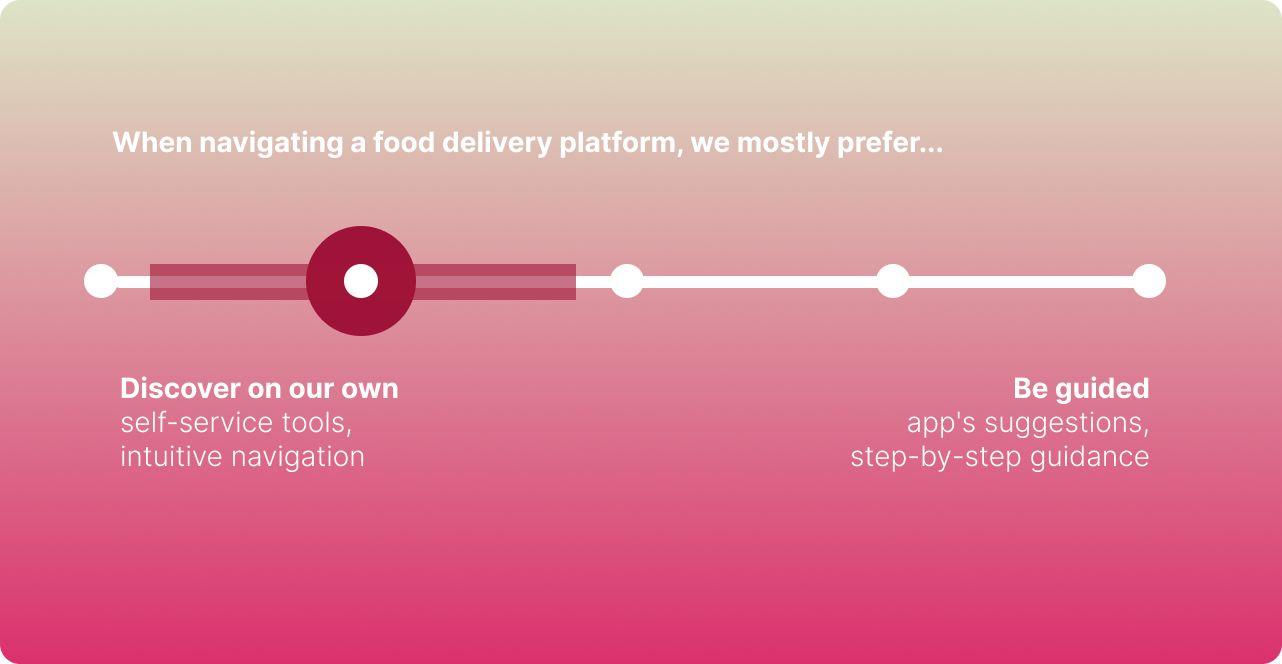 When navigating a food delivery platform, we mostly prefer...
Discover on our own
self-service tools,
intuitive navigation
Be guided
app's suggestions,
step-by-step guidance